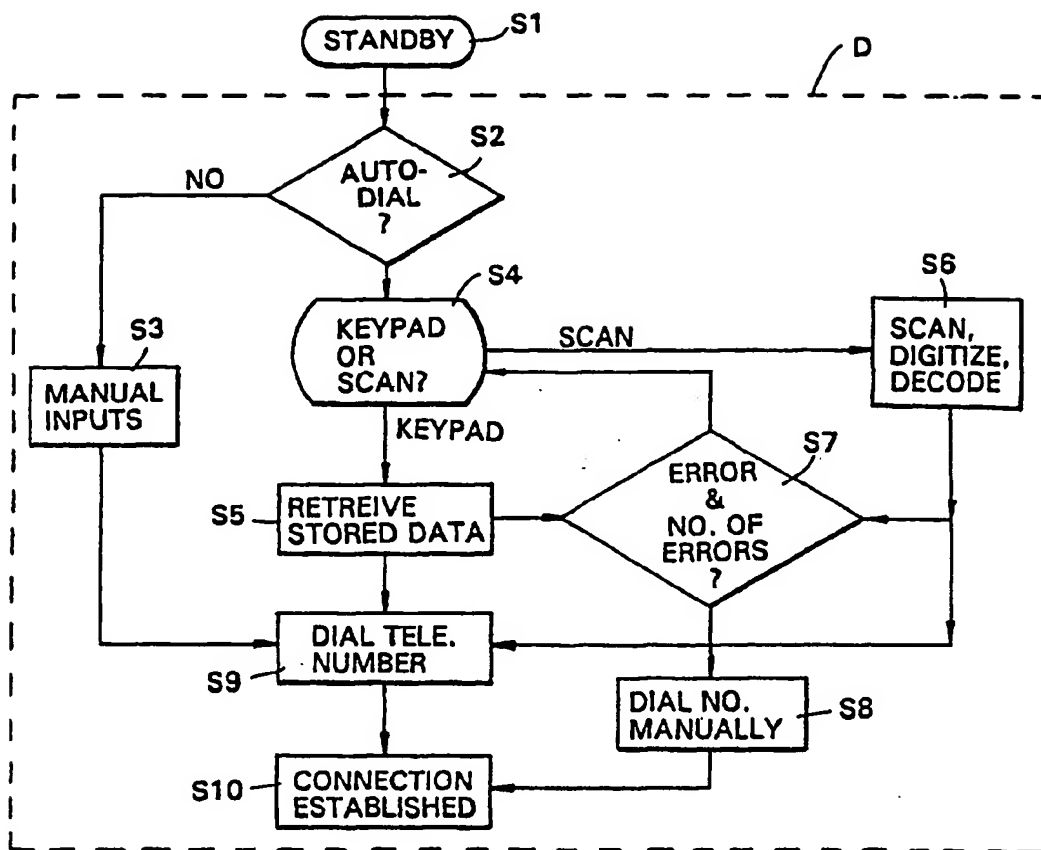 STANDBY
S1
D
S2
AUTO-
DIAL
?
NO
S4
KEYPAD
OR
SCAN?
SCAN
S6
SCAN,
DIGITIZE,
DECODE
S3
MANUAL
INPUTS
KEYPAD
S7
ERROR
&
NO. OF
ERRORS
?
S5
RETREIVE
STORED DATA
DIAL TELE.
NUMBER
S9
DIAL NO.
MANUALLY
S8
S10
CONNECTION
ESTABLISHED